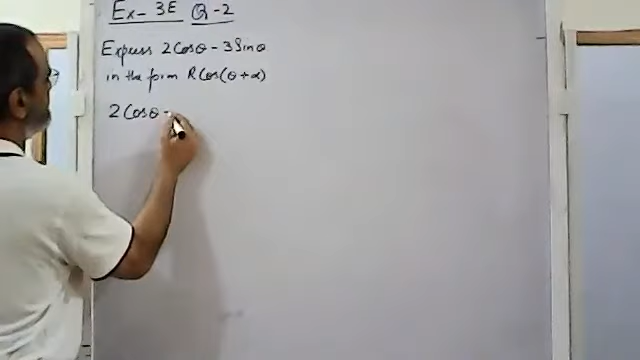 Ex- 3E Q-2
Express 2Cosθ - 3Sinθ
in the form RCos(θ+α)
2Cosθ -